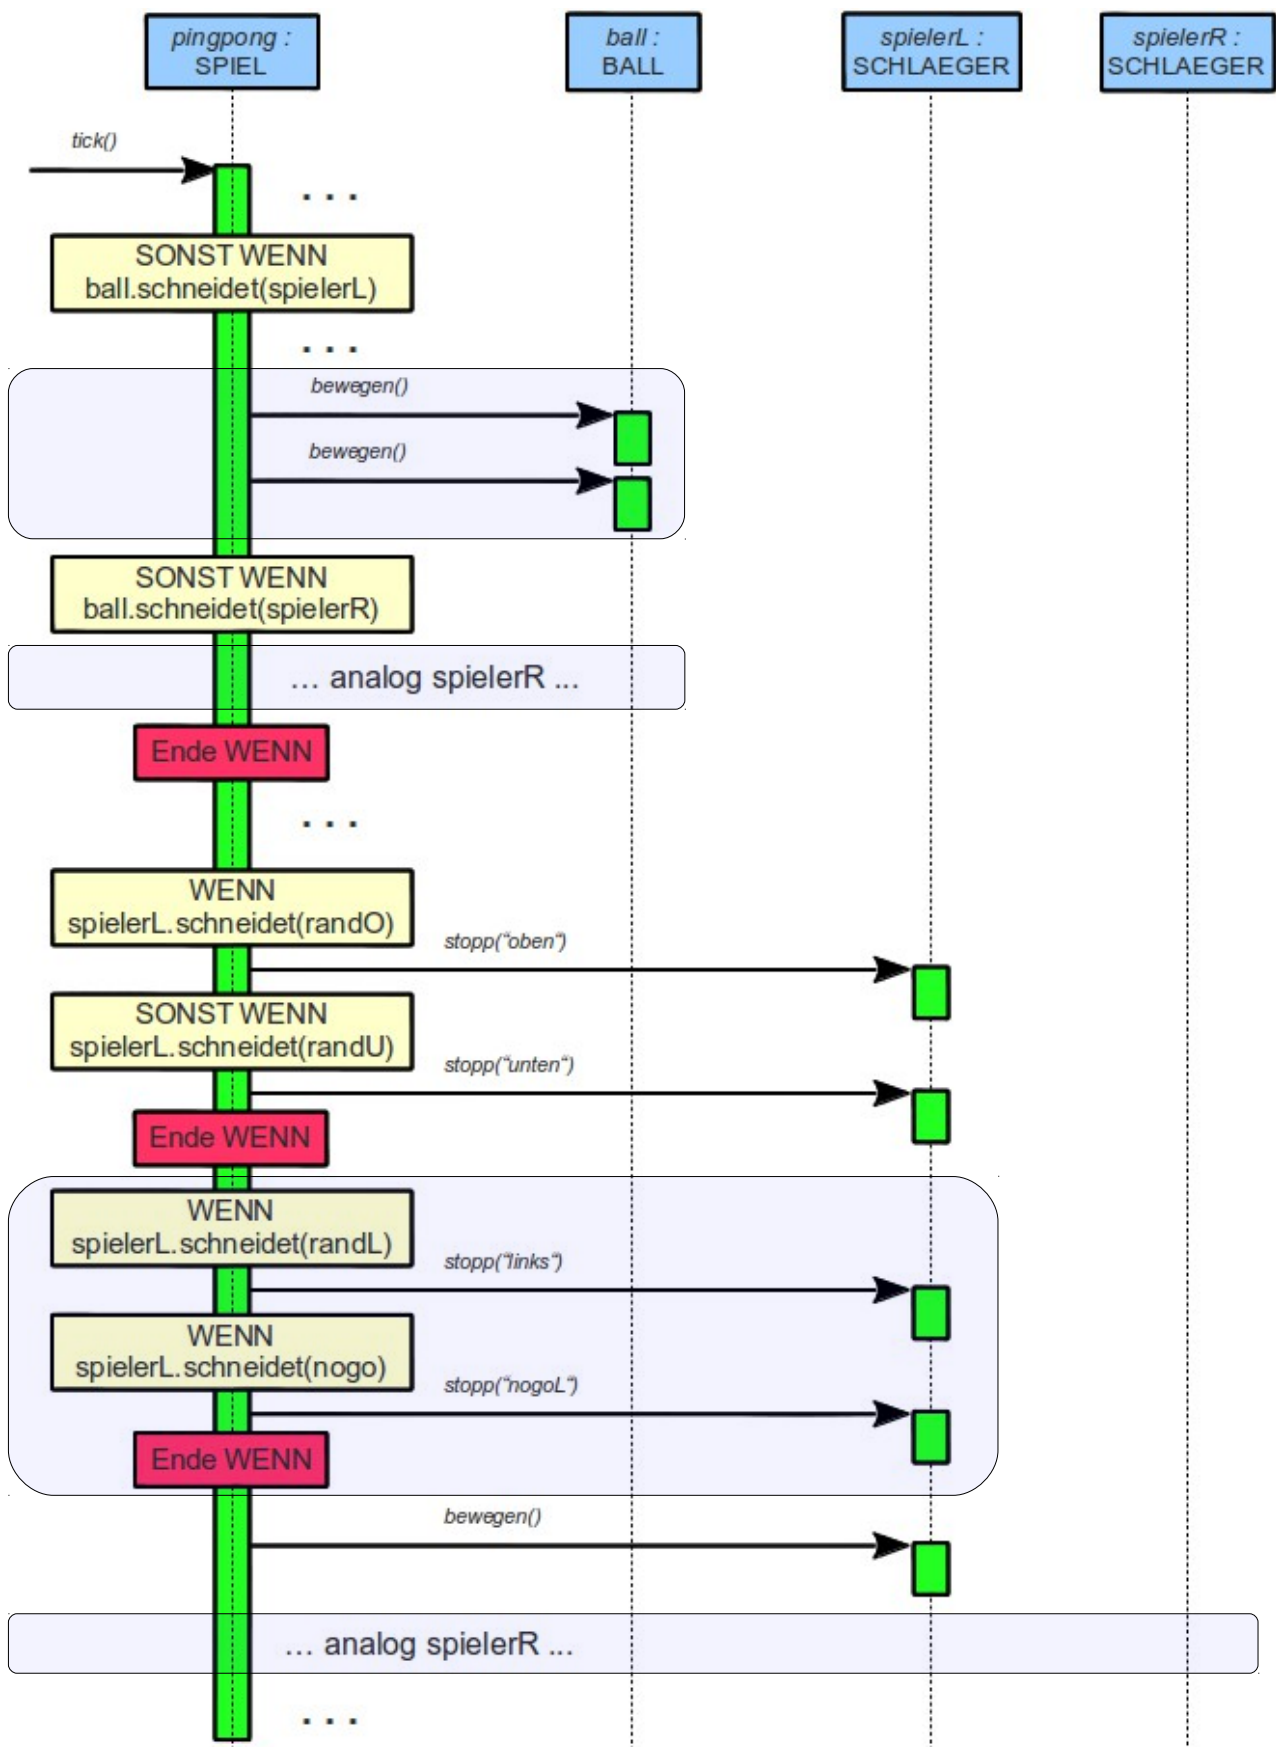 pingpong :
SPIEL
ball :
BALL
spielerL :
SCHLAEGER
spielerR :
SCHLAEGER
tick()
. . .
SONST WENN
ball.schneidet(spielerL)
. . .
bewegen()
bewegen()
SONST WENN
ball.schneidet(spielerR)
... analog spielerR ...
Ende WENN
. . .
WENN
spielerL.schneidet(randO)
stopp(“oben“)
SONST WENN
spielerL.schneidet(randU)
stopp(“unten“)
Ende WENN
WENN
spielerL.schneidet(randL)
stopp(“links“)
WENN
spielerL.schneidet(nogo)
stopp(“nogoL“)
Ende WENN
bewegen()
... analog spielerR ...
. . .